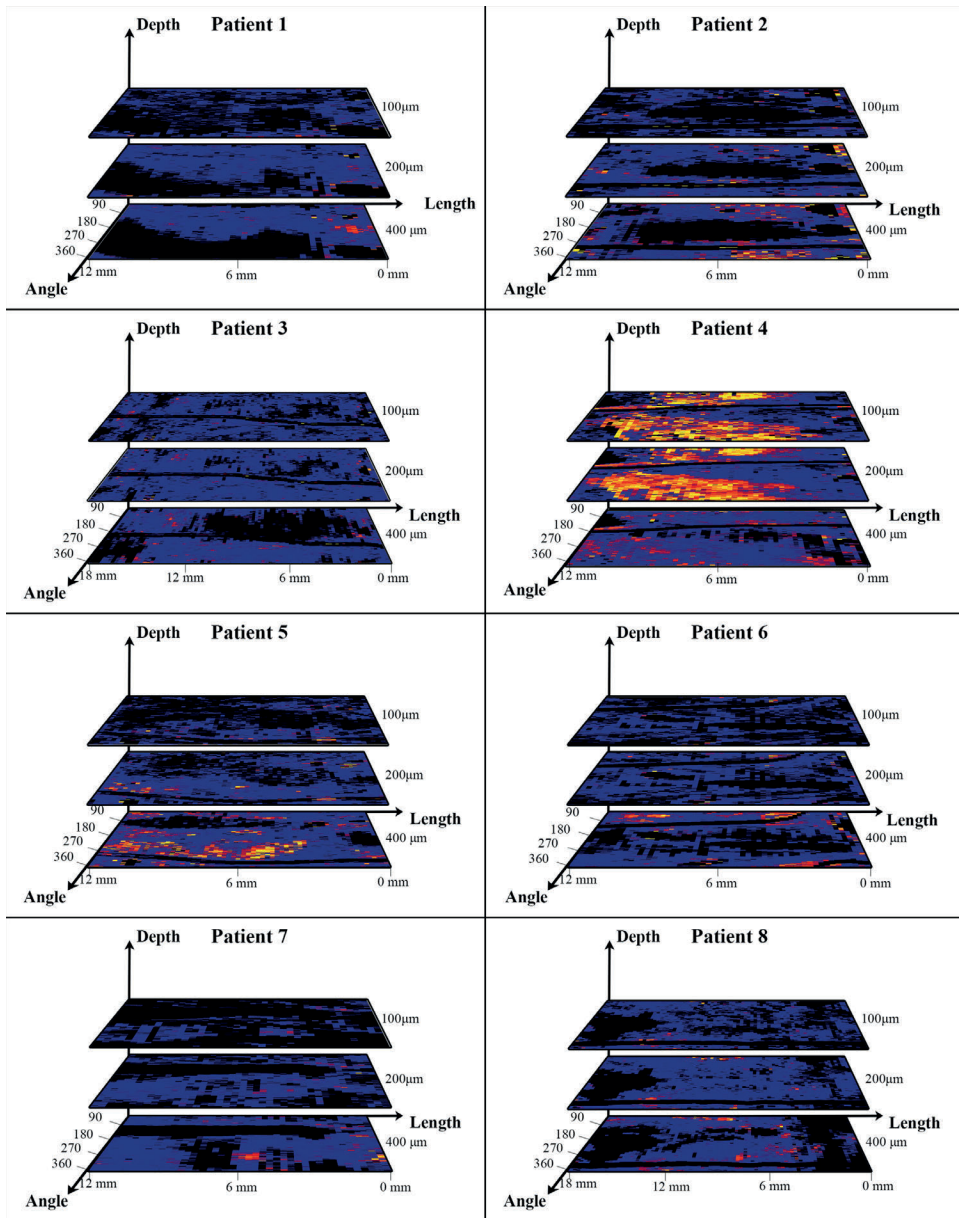 Depth Patient 1
100μm
200μm
Length
90
180
270
360
400 μm
12 mm 6 mm 0 mm
Angle
Depth Patient 2
100μm
200μm
Length
90
180
270
360
400 μm
12 mm 6 mm 0 mm
Angle
Depth Patient 3
100μm
200μm
Length
90
180
270
360
400 μm
18 mm 12 mm 6 mm 0 mm
Angle
Depth Patient 4
100μm
200μm
Length
90
180
270
360
400 μm
12 mm 6 mm 0 mm
Angle
Depth Patient 5
100μm
200μm
Length
90
180
270
360
400 μm
12 mm 6 mm 0 mm
Angle
Depth Patient 6
100μm
200μm
Length
90
180
270
360
400 μm
12 mm 6 mm 0 mm
Angle
Depth Patient 7
100μm
200μm
Length
90
180
270
360
400 μm
12 mm 6 mm 0 mm
Angle
Depth Patient 8
100μm
200μm
Length
90
180
270
360
400 μm
18 mm 12 mm 6 mm 0 mm
Angle